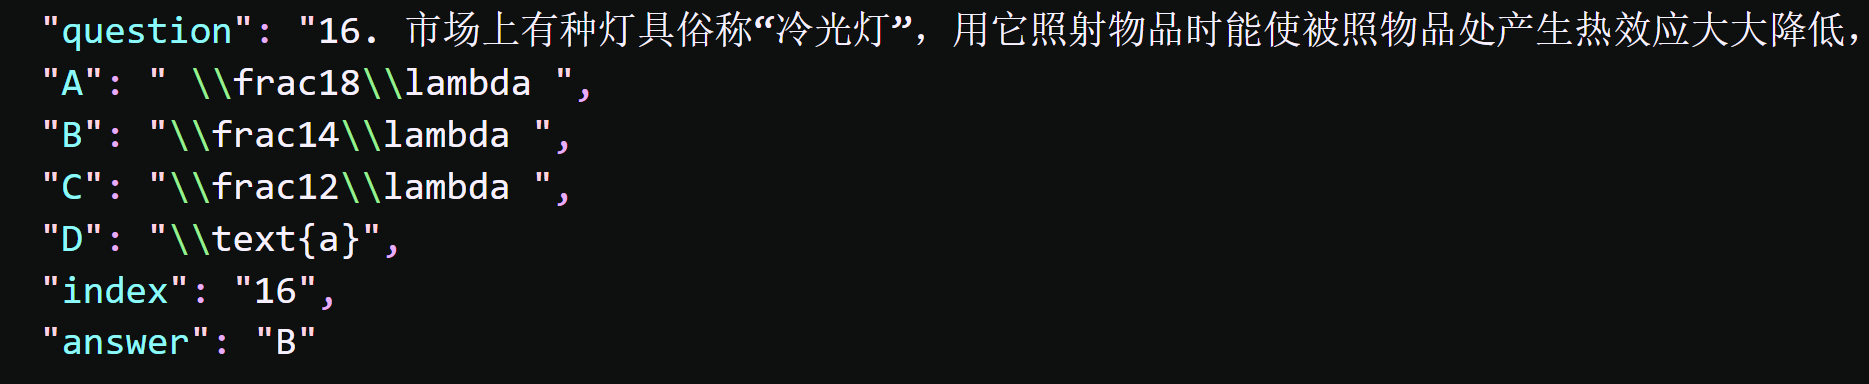 "question": "16. 市场上有种灯具俗称“冷光灯”，用它照射物品时能使被照物品处产生热效应大大降低，
"A": " \\frac18\\lambda ",
"B": "\\frac14\\lambda ",
"C": "\\frac12\\lambda ",
"D": "\\text{a}",
"index": "16",
"answer": "B"